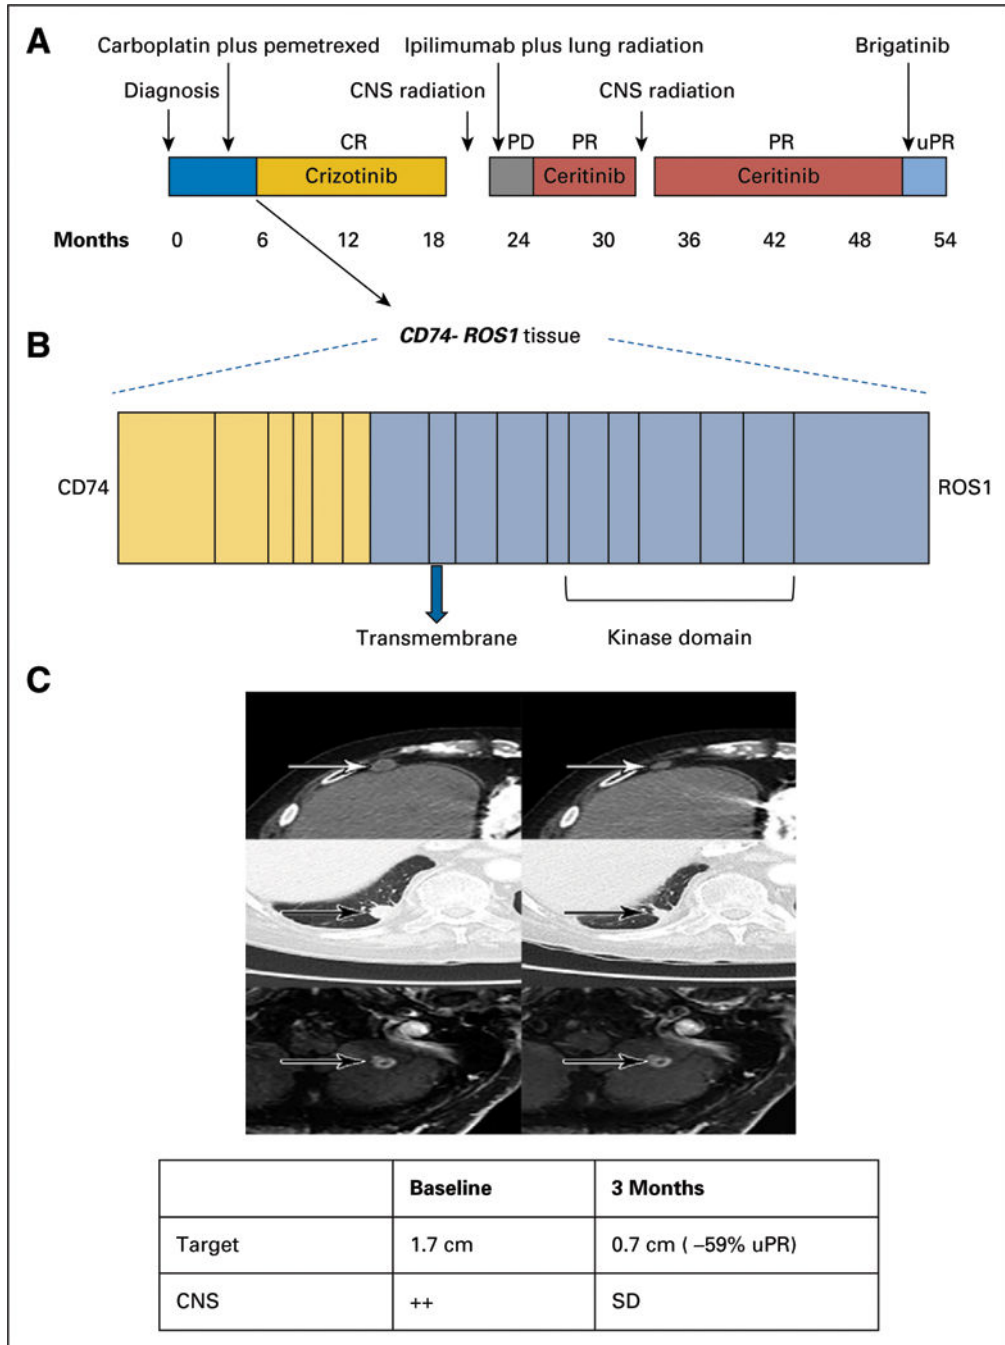 A
Carboplatin plus pemetrexed
Ipilimumab plus lung radiation
Brigatinib
Diagnosis
CNS radiation
CNS radiation
CR
PD
PR
PR
uPR
Crizotinib
Ceritinib
Ceritinib
Months 0 6 12 18 24 30 36 42 48 54
CD74- ROS1 tissue
B
CD74
ROS1
Transmembrane
Kinase domain
C
Baseline 3 Months
Target 1.7 cm 0.7 cm ( –59% uPR)
CNS ++ SD